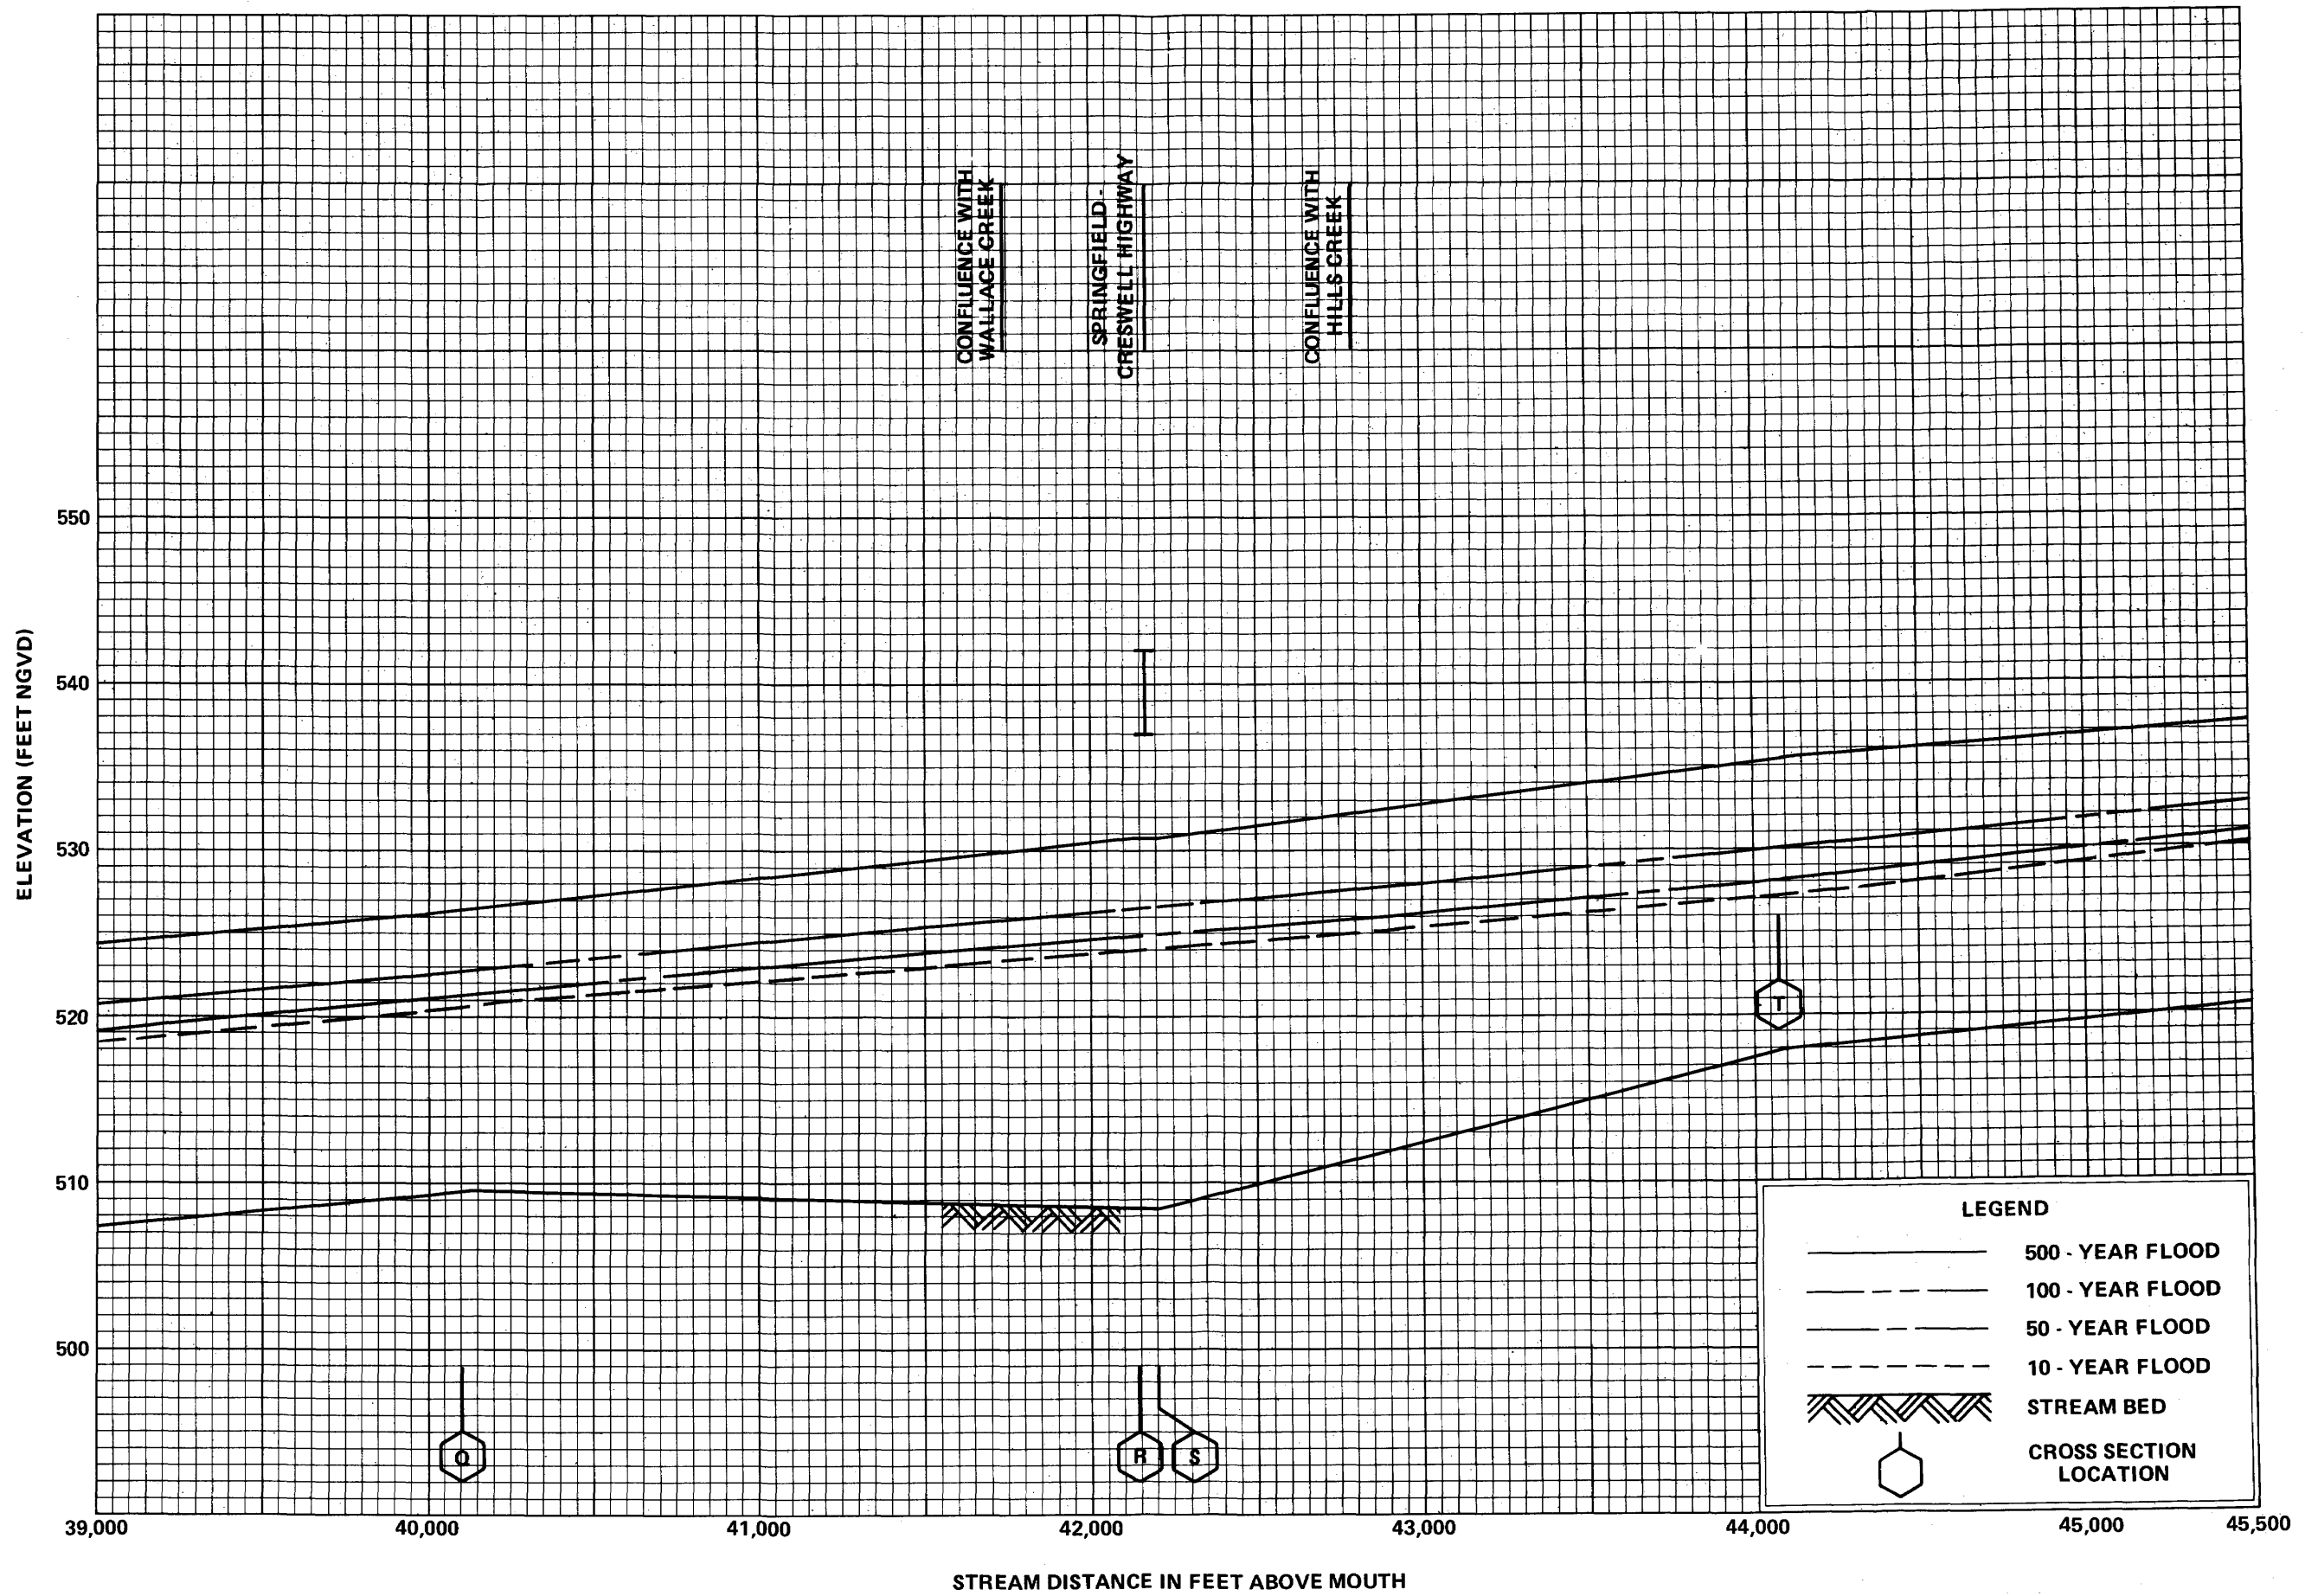 CONFLUENCE WITH
WALLACE CREEK
SPRINGFIELD-
CRESWELL HIGHWAY
CONFLUENCE WITH
HILLS CREEK
ELEVATION (FEET NGVD)
550
540
530
520
510
500
T
Q
R
S
LEGEND
500 - YEAR FLOOD
100 - YEAR FLOOD
50 - YEAR FLOOD
10 - YEAR FLOOD
STREAM BED
CROSS SECTION
LOCATION
39,000
40,000
41,000
42,000
43,000
44,000
45,000
45,500
STREAM DISTANCE IN FEET ABOVE MOUTH